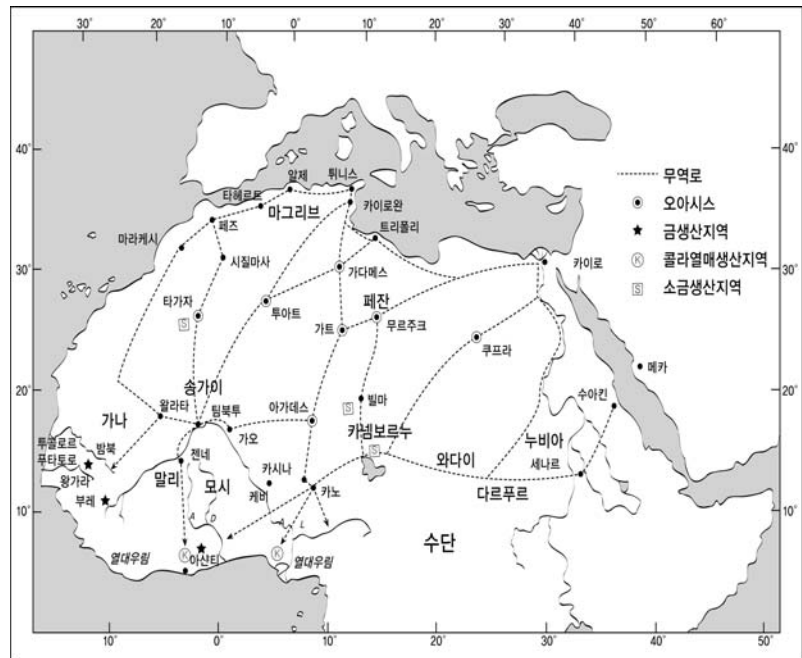 30°
20°
10°
0°
10°
20°
30°
40°
50°
60°
40°
40°
30°
30°
20°
20°
10°
10°
10°
0°
10°
20°
30°
40°
50°
무역로
오아시스
금생산지역
콜라열매생산지역
소금생산지역
K
S
알제
튀니스
타헤르트
마그리브
카이로완
페즈
트리폴리
마라케시
시질마사
가다메스
카이로
타가자
투아트
페잔
무르주크
가트
쿠프라
S
메카
송가이
수아킨
왈라타
팀북투
아가데스
빌마
가나
가오
S
카넴보르누
누비아
투콜로르
밤북
푸타토로
젠네
S
와다이
세나르
왕가라
말리
모시
카시나
부레
케비
카노
다르푸르
A
D
A
L
수단
열대우림
K
아샨티
K
열대우림